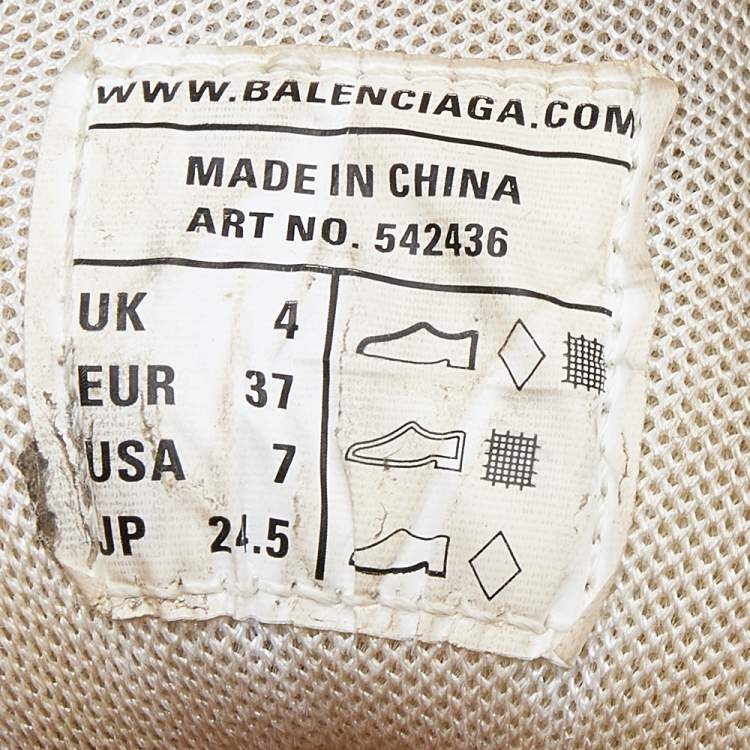 WWW.BALENCIAGA.COM
MADE IN CHINA
ART NO. 542436
UK 4
EUR 37
USA 7
JP 24.5